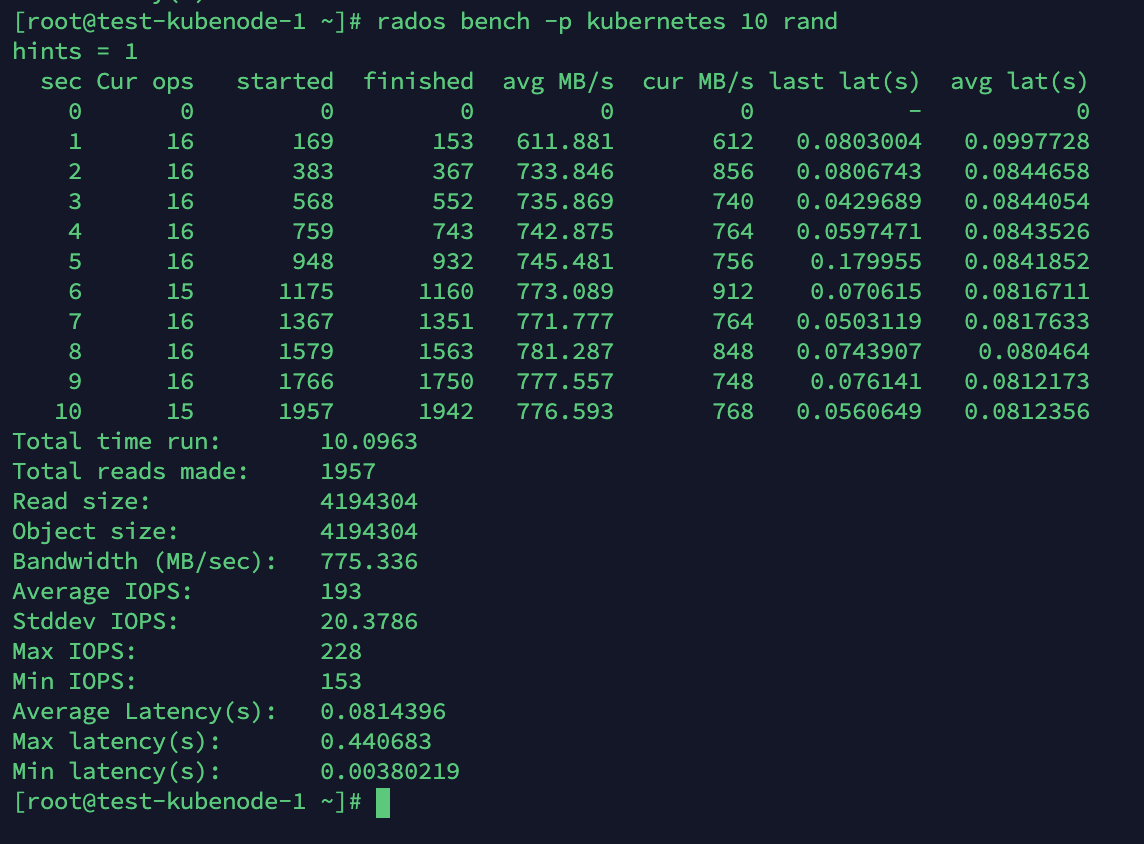 [root@test-kubenode-1 ~]# rados bench -p kubernetes 10 rand
hints = 1
  sec Cur ops   started  finished  avg MB/s  cur MB/s last lat(s)  avg lat(s)
    0       0         0         0         0         0           -           0
    1      16       169       153   611.881       612   0.0803004   0.0997728
    2      16       383       367   733.846       856   0.0806743   0.0844658
    3      16       568       552   735.869       740   0.0429689   0.0844054
    4      16       759       743   742.875       764   0.0597471   0.0843526
    5      16       948       932   745.481       756    0.179955   0.0841852
    6      15      1175      1160   773.089       912    0.070615   0.0816711
    7      16      1367      1351   771.777       764   0.0503119   0.0817633
    8      16      1579      1563   781.287       848   0.0743907    0.080464
    9      16      1766      1750   777.557       748    0.076141   0.0812173
   10      15      1957      1942   776.593       768   0.0560649   0.0812356
Total time run:       10.0963
Total reads made:     1957
Read size:            4194304
Object size:          4194304
Bandwidth (MB/sec):   775.336
Average IOPS:         193
Stddev IOPS:          20.3786
Max IOPS:             228
Min IOPS:             153
Average Latency(s):   0.0814396
Max latency(s):       0.440683
Min latency(s):       0.00380219
[root@test-kubenode-1 ~]#